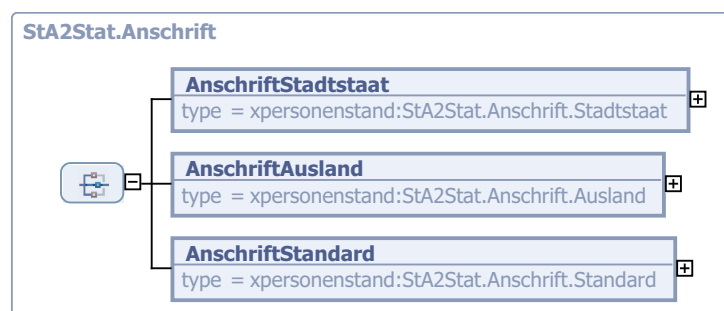 StA2Stat.Anschrift
AnschriftStadtstaat
type = xpersonenstand:StA2Stat.Anschrift.Stadtstaat
AnschriftAusland
type = xpersonenstand:StA2Stat.Anschrift.Ausland
AnschriftStandard
type = xpersonenstand:StA2Stat.Anschrift.Standard